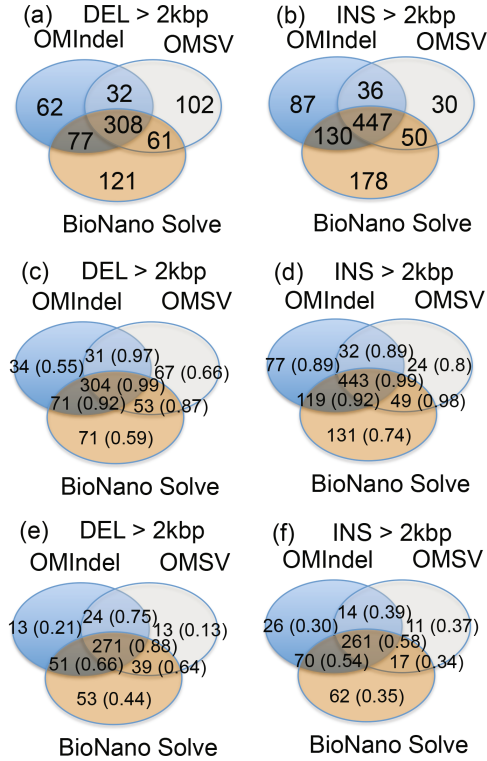 (a) DEL > 2kbp
OMIndel OMSV
62 32 102
308
77 61
121
BioNano Solve
(b) INS > 2kbp
OMIndel OMSV
87 36 30
447
130 50
178
BioNano Solve
(c) DEL > 2kbp
OMIndel OMSV
31 (0.97)
34 (0.55) 67 (0.66)
304 (0.99)
71 (0.92) 53 (0.87)
71 (0.59)
BioNano Solve
(d) INS > 2kbp
OMIndel OMSV
32 (0.89)
77 (0.89) 24 (0.8)
443 (0.99)
119 (0.92) 49 (0.98)
131 (0.74)
BioNano Solve
(e) DEL > 2kbp
OMIndel OMSV
24 (0.75)
13 (0.21) 13 (0.13)
271 (0.88)
51 (0.66) 39 (0.64)
53 (0.44)
BioNano Solve
(f) INS > 2kbp
OMIndel OMSV
14 (0.39)
26 (0.30) 11 (0.37)
261 (0.58)
70 (0.54) 17 (0.34)
62 (0.35)
BioNano Solve